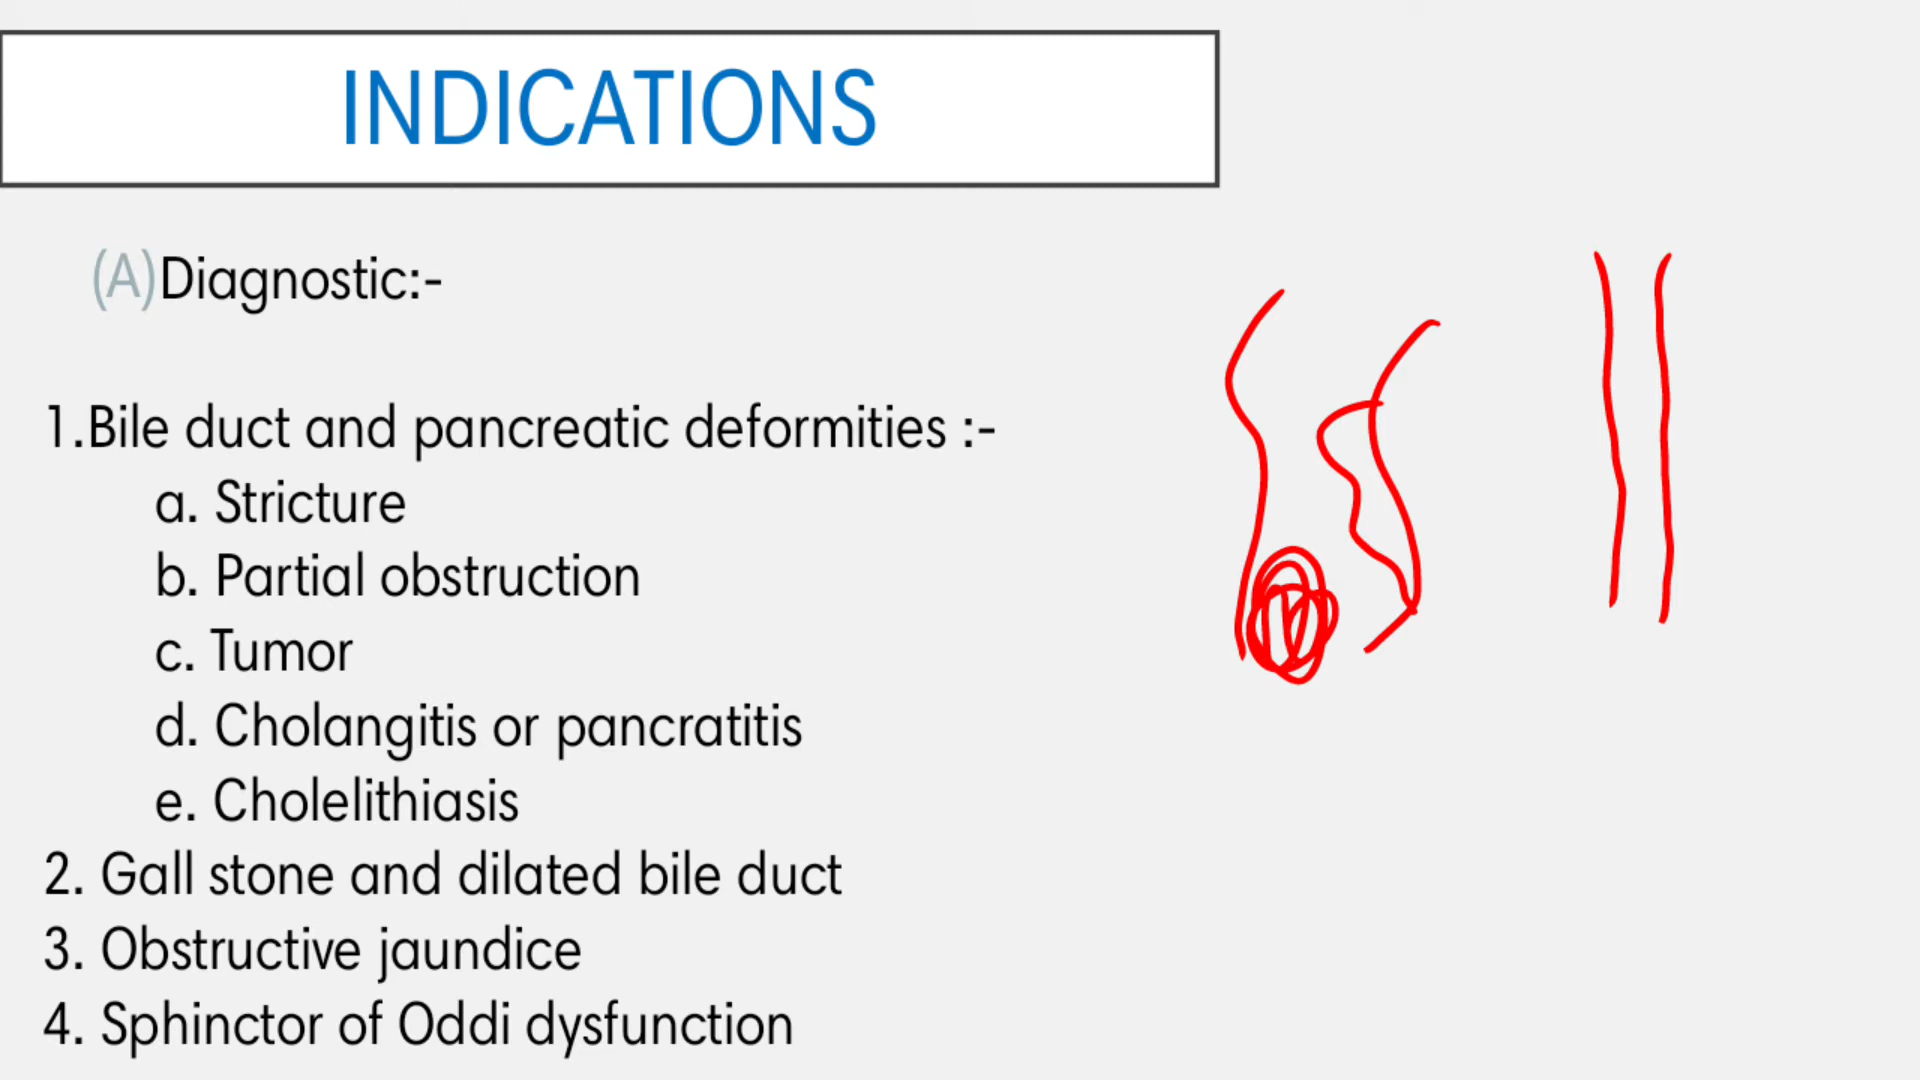 INDICATIONS
(A)Diagnostic:-
1.Bile duct and pancreatic deformities :-
a. Stricture
b. Partial obstruction
c. Tumor
d. Cholangitis or pancratitis
e. Cholelithiasis
2. Gall stone and dilated bile duct
3. Obstructive jaundice
4. Sphinctor of Oddi dysfunction